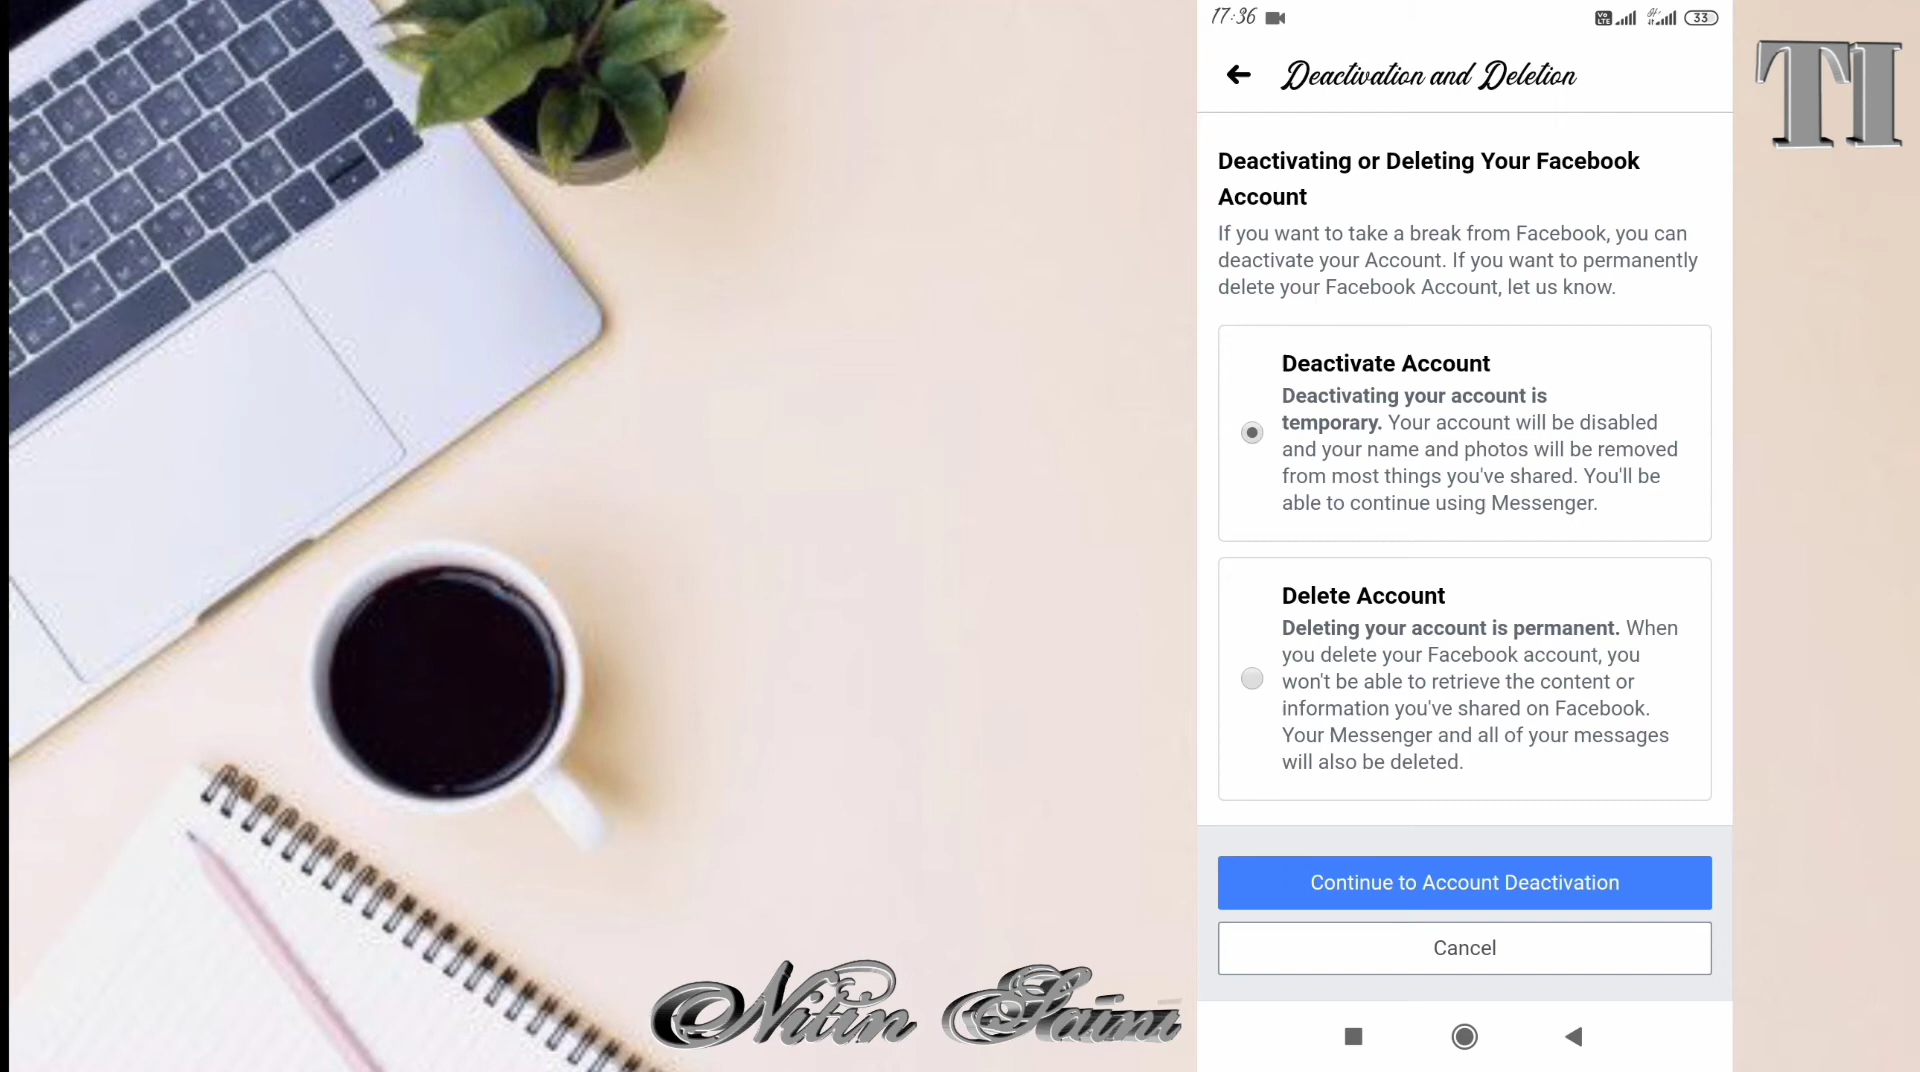 17:36
Vo LTE
33
TI
Deactivation and Deletion
Deactivating or Deleting Your Facebook
Account
If you want to take a break from Facebook, you can
deactivate your Account. If you want to permanently
delete your Facebook Account, let us know.
Deactivate Account
Deactivating your account is
temporary. Your account will be disabled
and your name and photos will be removed
from most things you've shared. You'll be
able to continue using Messenger.
Delete Account
Deleting your account is permanent. When
you delete your Facebook account, you
won't be able to retrieve the content or
information you've shared on Facebook.
Your Messenger and all of your messages
will also be deleted.
Continue to Account Deactivation
Cancel
Nitin Saini